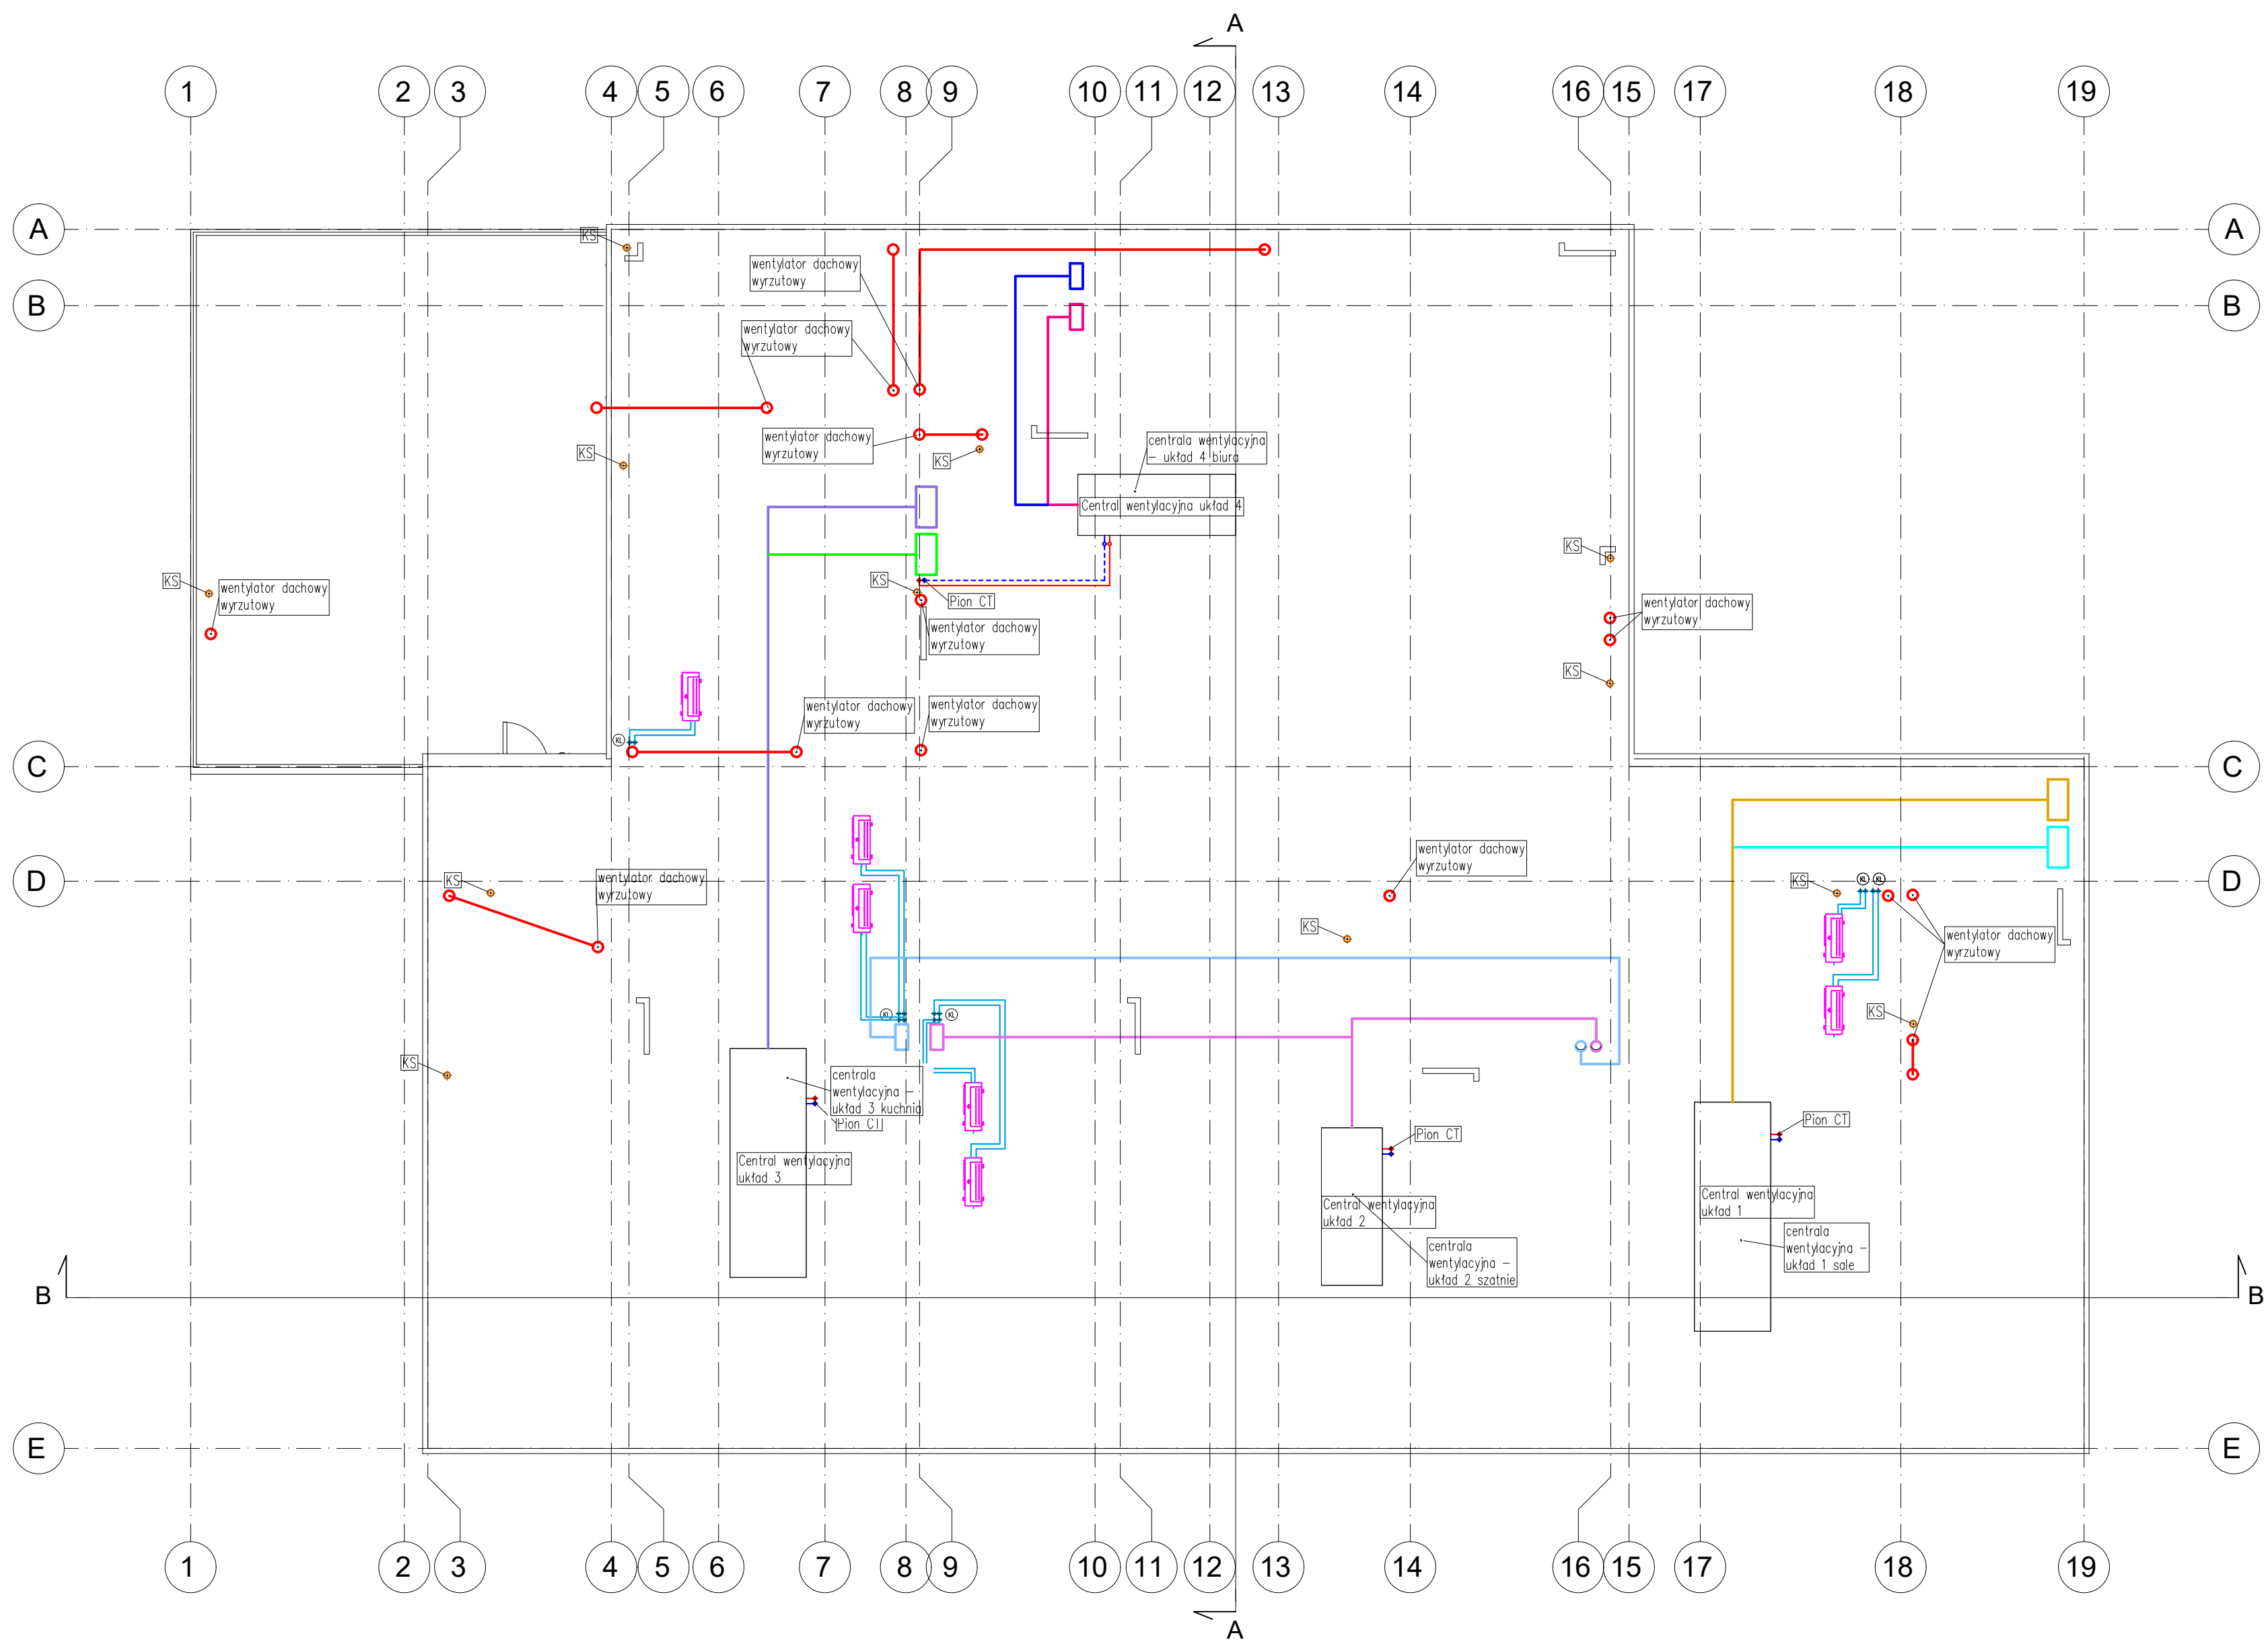 A
1
2
3
4
5
6
7
8
9
10
11
12
13
14
16
15
17
18
19
A
A
KS
wentylator dachowy
wyrzutowy
B
B
wentylator dachowy
wyrzutowy
wentylator dachowy
wyrzutowy
centrala wentylacyjna
– układ 4 biura
KS
KS
Central wentylacyjna układ 4
KS
KS
KS
wentylator dachowy
wyrzutowy
Pion CT
wentylator dachowy
wyrzutowy
wentylator dachowy
wyrzutowy
KS
wentylator dachowy
wyrzutowy
wentylator dachowy
wyrzutowy
KL
C
C
wentylator dachowy
wyrzutowy
D
KS
wentylator dachowy
wyrzutowy
KS
KL
KL
D
KS
wentylator dachowy
wyrzutowy
KL
KL
KS
KS
centrala
wentylacyjna –
układ 3 kuchnia
Pion CT
Pion CT
Pion CT
Central wentylacyjna
układ 3
Central wentylacyjna
układ 2
Central wentylacyjna
układ 1
centrala
wentylacyjna –
układ 1 sale
centrala
wentylacyjna –
układ 2 szatnie
B
B
E
E
1
2
3
4
5
6
7
8
9
10
11
12
13
14
16
15
17
18
19
A